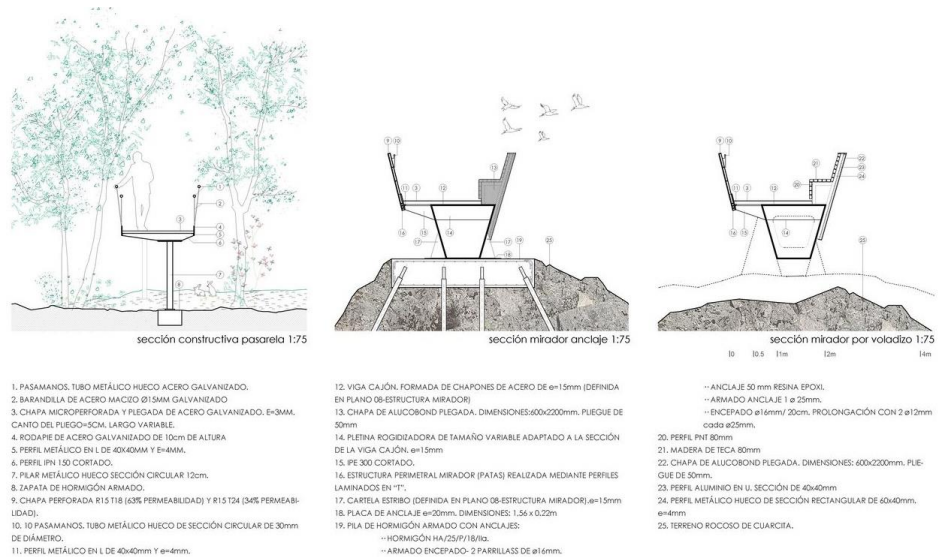 sección constructiva pasarela 1:75
sección mirador anclaje 1:75
sección mirador por voladizo 1:75
|0 |0.5 |1m |2m |4m
1. PASAMANOS. TUBO METÁLICO HUECO ACERO GALVANIZADO.
2. BARANDILLA DE ACERO MACIZO Ø15MM GALVANIZADO
3. CHAPA MICROPERFORADA Y PLEGADA DE ACERO GALVANIZADO. E=3MM.
CANTO DEL PLIEGO=5CM. LARGO VARIABLE.
4. RODAPIE DE ACERO GALVANIZADO DE 10cm DE ALTURA
5. PERFIL METÁLICO EN L DE 40X40MM Y E=4MM.
6. PERFIL IPN 150 CORTADO.
7. PILAR METÁLICO HUECO SECCIÓN CIRCULAR 12cm.
8. ZAPATA DE HORMIGÓN ARMADO.
9. CHAPA PERFORADA R15 T18 (63% PERMEABILIDAD) Y R15 T24 (34% PERMEABI-
LIDAD).
10. 10 PASAMANOS. TUBO METÁLICO HUECO DE SECCIÓN CIRCULAR DE 30mm
DE DIÁMETRO.
11. PERFIL METÁLICO EN L DE 40x40mm Y e=4mm.
12. VIGA CAJÓN. FORMADA DE CHAPONES DE ACERO DE e=15mm (DEFINIDA
EN PLANO 08-ESTRUCTURA MIRADOR)
13. CHAPA DE ALUCOBOND PLEGADA. DIMENSIONES:600x2200mm. PLIEGUE DE
50mm
14. PLETINA ROGIDIZADORA DE TAMAÑO VARIABLE ADAPTADO A LA SECCIÓN
DE LA VIGA CAJÓN, e=15mm
15. IPE 300 CORTADO.
16. ESTRUCTURA PERIMETRAL MIRADOR (PATAS) REALIZADA MEDIANTE PERFILES
LAMINADOS EN "T".
17. CARTELA ESTRIBO (DEFINIDA EN PLANO 08-ESTRUCTURA MIRADOR).e=15mm
18. PLACA DE ANCLAJE e=20mm. DIMENSIONES: 1,56 x 0,22m
19. PILA DE HORMIGÓN ARMADO CON ANCLAJES:
·· HORMIGÓN HA/25/P/18/IIa.
·· ARMADO ENCEPADO- 2 PARRILLASS DE ø16mm.
·· ANCLAJE 50 mm RESINA EPOXI.
·· ARMADO ANCLAJE 1 ø 25mm.
·· ENCEPADO ø16mm/ 20cm. PROLONGACIÓN CON 2 ø12mm
cada ø25mm.
20. PERFIL PNT 80mm
21. MADERA DE TECA 80mm
22. CHAPA DE ALUCOBOND PLEGADA. DIMENSIONES: 600x2200mm. PLIE-
GUE DE 50mm.
23. PERFIL ALUMINIO EN U. SECCIÓN DE 40x40mm
24. PERFIL METÁLICO HUECO DE SECCIÓN RECTANGULAR DE 60x40mm.
e=4mm
25. TERRENO ROCOSO DE CUARCITA.